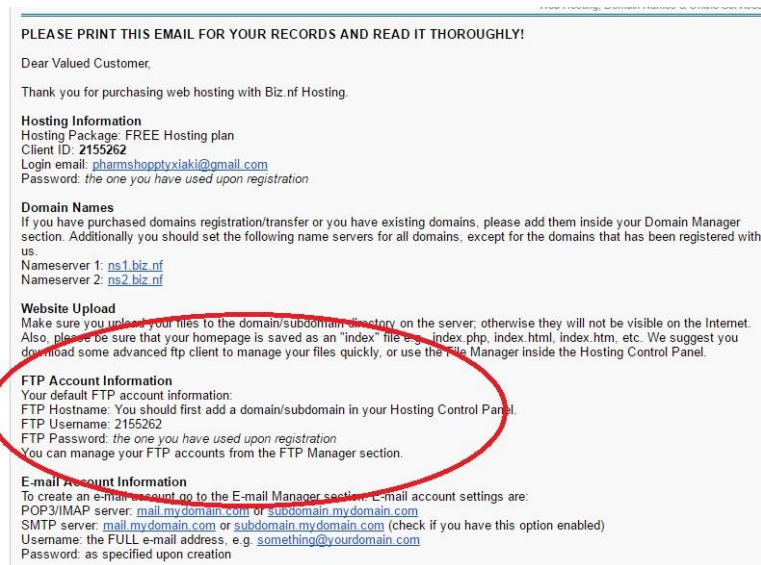 Web Hosting, Domain Names & Online Services
PLEASE PRINT THIS EMAIL FOR YOUR RECORDS AND READ IT THOROUGHLY!
Dear Valued Customer,
Thank you for purchasing web hosting with Biz.nf Hosting.
Hosting Information
Hosting Package: FREE Hosting plan
Client ID: 2155262
Login email: pharmshopptyxiaki@gmail.com
Password: the one you have used upon registration
Domain Names
If you have purchased domains registration/transfer or you have existing domains, please add them inside your Domain Manager
section. Additionally you should set the following name servers for all domains, except for the domains that has been registered with
us.
Nameserver 1: ns1.biz.nf
Nameserver 2: ns2.biz.nf
Website Upload
Make sure you upload your files to the domain/subdomain directory on the server; otherwise they will not be visible on the Internet.
Also, please be sure that your homepage is saved as an "index" file e.g. index.php, index.html, index.htm, etc. We suggest you
download some advanced ftp client to manage your files quickly, or use the File Manager inside the Hosting Control Panel.
FTP Account Information
Your default FTP account information:
FTP Hostname: You should first add a domain/subdomain in your Hosting Control Panel.
FTP Username: 2155262
FTP Password: the one you have used upon registration
You can manage your FTP accounts from the FTP Manager section.
E-mail Account Information
To create an e-mail account go to the E-mail Manager section. E-mail account settings are:
POP3/IMAP server: mail.mydomain.com or subdomain.mydomain.com
SMTP server: mail.mydomain.com or subdomain.mydomain.com (check if you have this option enabled)
Username: the FULL e-mail address, e.g. something@yourdomain.com
Password: as specified upon creation